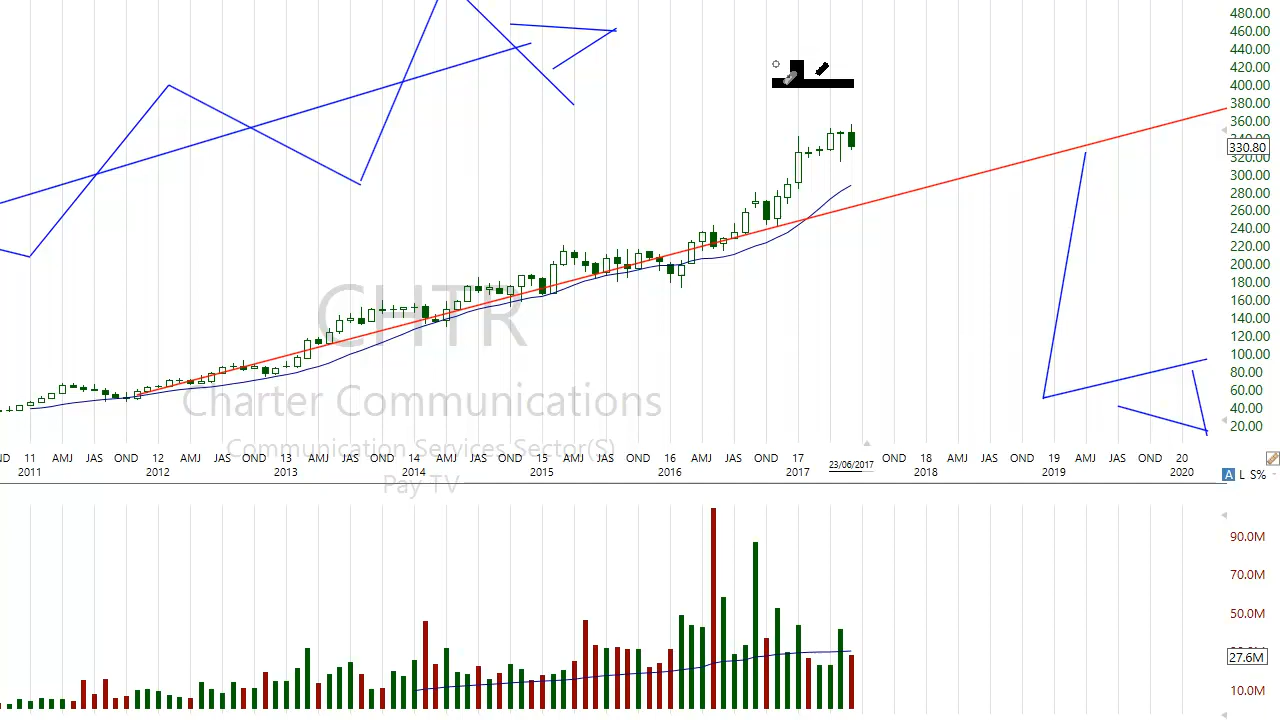 480.00
460.00
440.00
420.00
400.00
380.00
360.00
330.80
320.00
300.00
280.00
260.00
240.00
220.00
200.00
180.00
160.00
140.00
120.00
100.00
80.00
60.00
40.00
20.00
CHTR
Charter Communications
Communication Services Sector(S)
Pay TV
ND 11 AMJ JAS OND 12 AMJ JAS OND 13 AMJ JAS OND 14 AMJ JAS OND 15 AMJ JAS OND 16 AMJ JAS OND 17 23/06/2017 OND 18 AMJ JAS OND 19 AMJ JAS OND 20
2011 2012 2013 2014 2015 2016 2017 2018 2019 2020
A L S%
90.0M
70.0M
50.0M
27.6M
10.0M